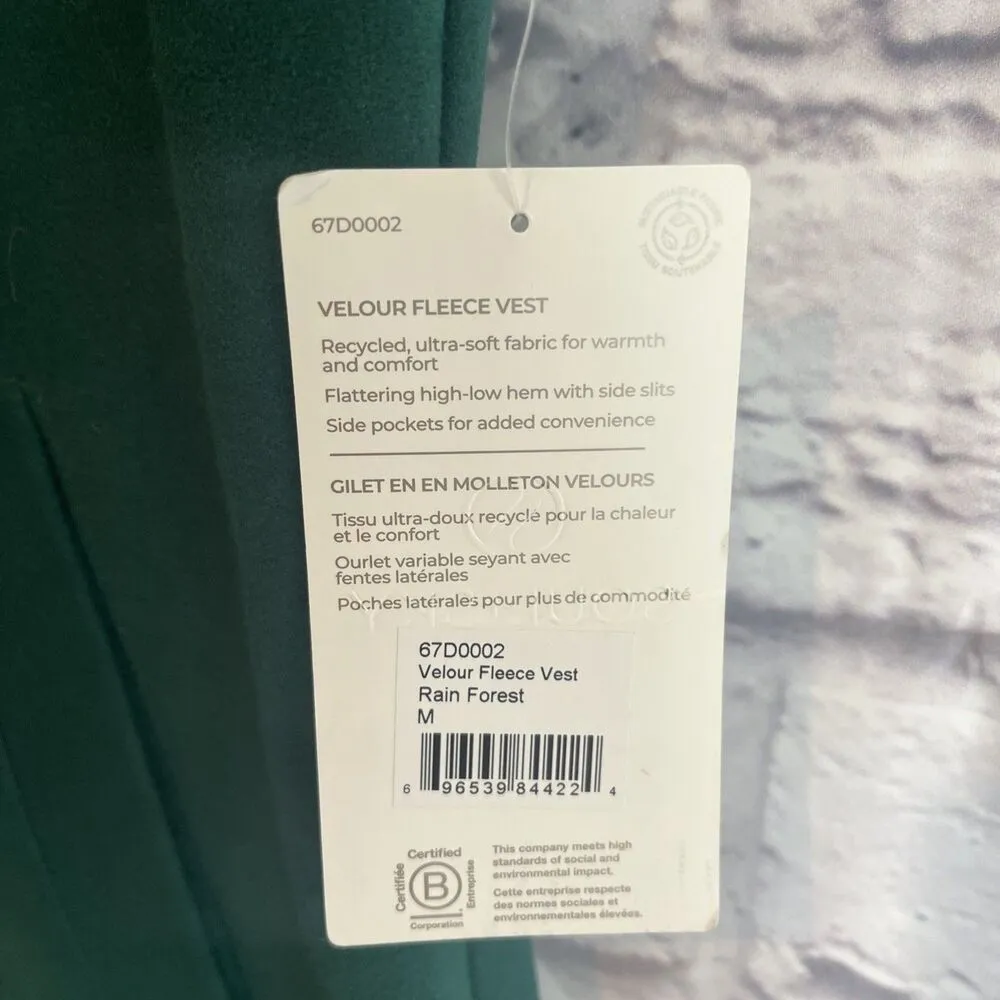 67D0002
VELOUR FLEECE VEST
Recycled, ultra-soft fabric for warmth
and comfort
Flattering high-low hem with side slits
Side pockets for added convenience
GILET EN EN MOLLETON VELOURS
Tissu ultra-doux recyclé pour la chaleur
et le confort
Ourlet variable seyant avec
fentes latérales
Poches latérales pour plus de commodité
67D0002
Velour Fleece Vest
Rain Forest
M
6 96539 84422 4
Certified
Certifiée
B
Entreprise
Corporation
This company meets high
standards of social and
environmental impact.
Cette entreprise respecte
des normes sociales et
environnementales élevées.